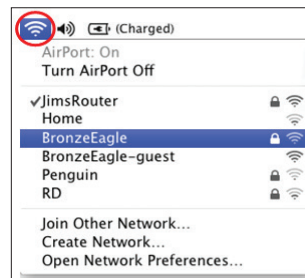 (Charged)
AirPort: On
Turn AirPort Off
✓JimsRouter
Home
BronzeEagle
BronzeEagle-guest
Penguin
RD
Join Other Network...
Create Network...
Open Network Preferences...